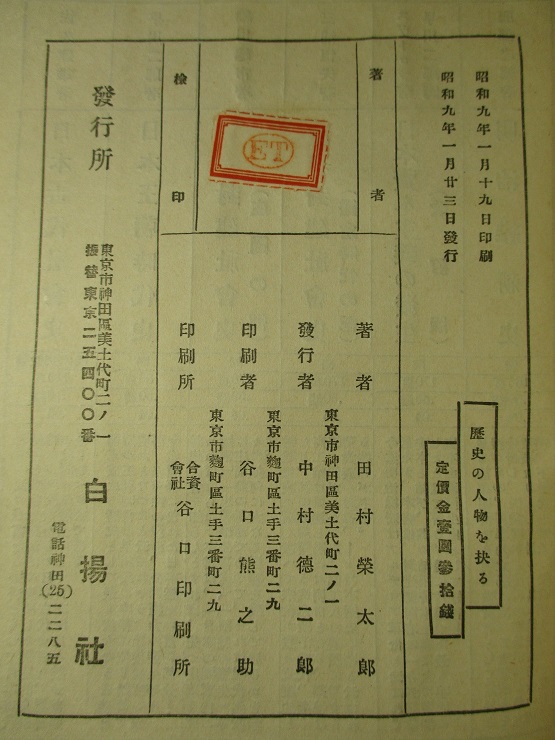 昭和九年一月十九日印刷
昭和九年一月廿三日發行
歴史の人物を抉る
定價金壹圓參拾錢
著者
檢印
ET
著者 田村榮太郎
東京市神田區美土代町二ノ一
發行者 中村德二郎
東京市麴町區土手三番町二九
印刷者 谷口熊之助
東京市麴町區土手三番町二九
印刷所 合資會社 谷口印刷所
發行所
東京市神田區美土代町二ノ一
振替東京二五四〇〇番
白揚社
電話神田(25)二二八五